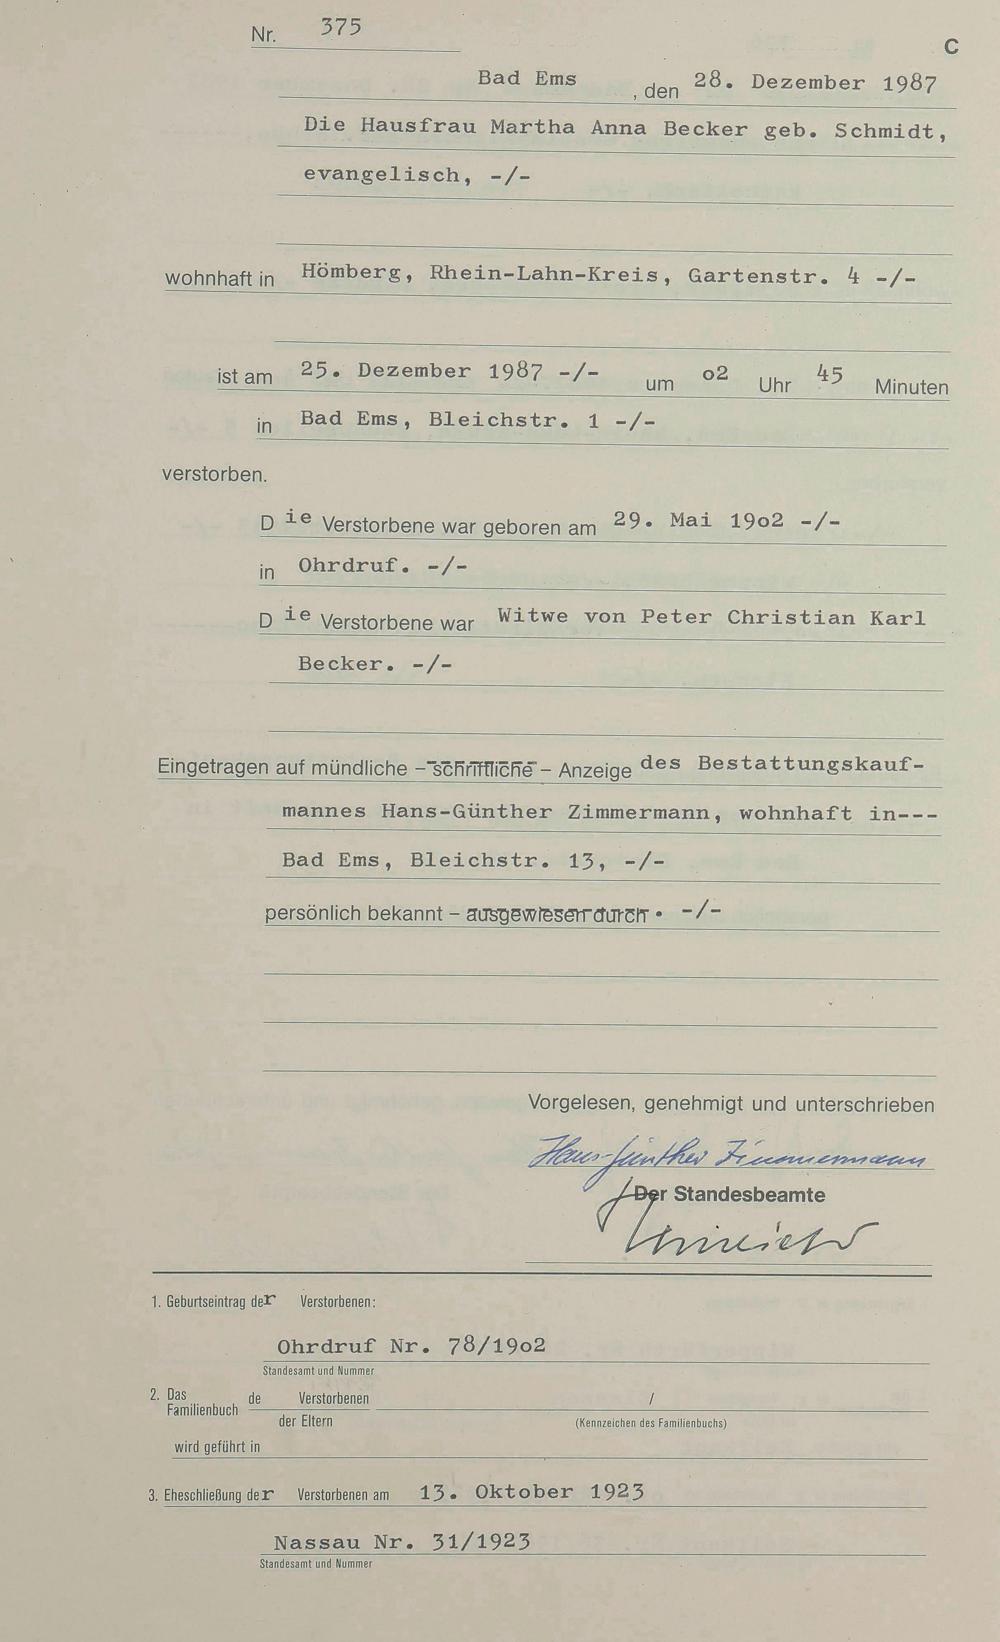 Nr. 375
C
Bad Ems, den 28. Dezember 1987
Die Hausfrau Martha Anna Becker geb. Schmidt,
evangelisch, -/-
wohnhaft in Hömberg, Rhein-Lahn-Kreis, Gartenstr. 4 -/-
ist am 25. Dezember 1987 -/- um o2 Uhr 45 Minuten
in Bad Ems, Bleichstr. 1 -/-
verstorben.
Die Verstorbene war geboren am 29. Mai 19o2 -/-
in Ohrdruf. -/-
Die Verstorbene war Witwe von Peter Christian Karl
Becker. -/-
Eingetragen auf mündliche – schriftliche – Anzeige des Bestattungskauf-
mannes Hans-Günther Zimmermann, wohnhaft in---
Bad Ems, Bleichstr. 13, -/-
persönlich bekannt – ausgewiesen durch . -/-
Vorgelesen, genehmigt und unterschrieben
Hans-Günther Zimmermann
Der Standesbeamte
1. Geburtseintrag der Verstorbenen:
Ohrdruf Nr. 78/19o2
Standesamt und Nummer
2. Das Familienbuch de Verstorbenen /
der Eltern (Kennzeichen des Familienbuchs)
wird geführt in
3. Eheschließung der Verstorbenen am 13. Oktober 1923
Nassau Nr. 31/1923
Standesamt und Nummer